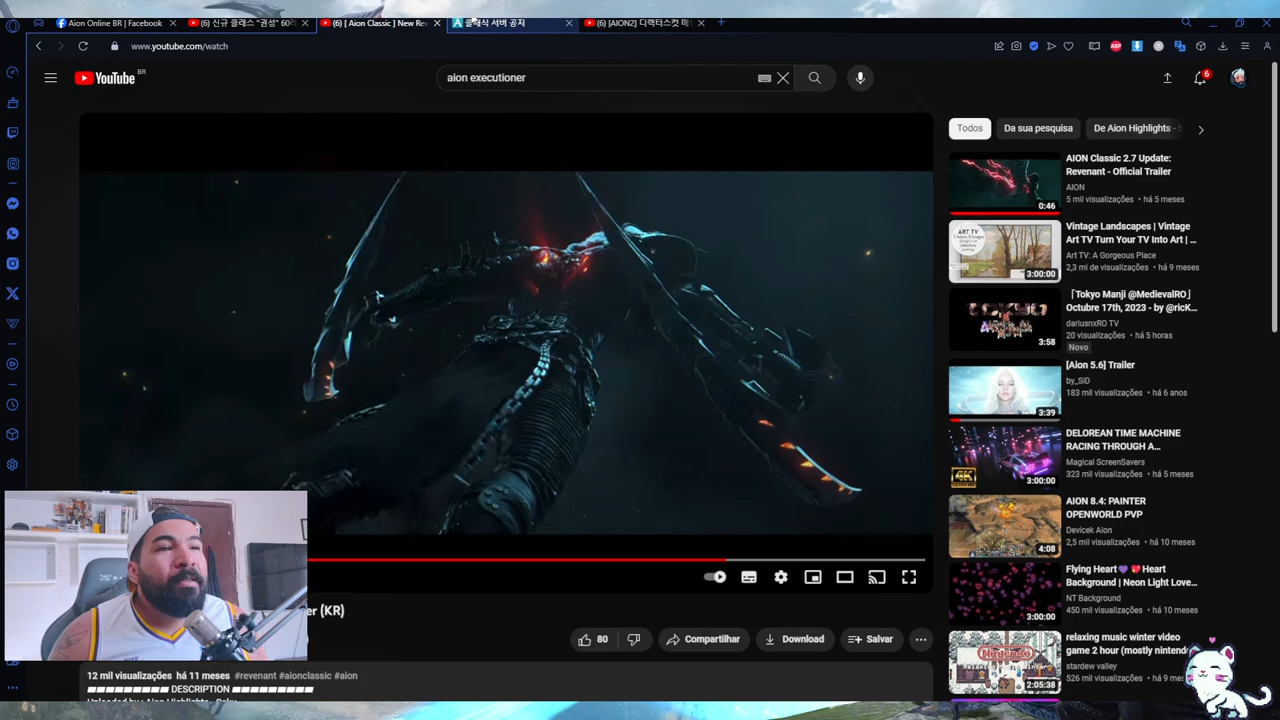 Aion Online BR | Facebook
(6) 신규 클래스 "권성" 60
(6) [ Aion Classic ] New Re
클래식 서버 공지
(6) [AION2] 디렉터스컷 미
www.youtube.com/watch
YouTube BR
aion executioner
6
Todos
Da sua pesquisa
De Aion Highlights -
AION Classic 2.7 Update:
Revenant - Official Trailer
AION
5 mil visualizações • há 5 meses
0:46
ART TV
Vintage Landscapes | Vintage
Art TV Turn Your TV Into Art | ...
Art TV: A Gorgeous Place
2,3 mi de visualizações • há 9 meses
3:00:00
「Tokyo Manji @MedievalRO」
Octubre 17th, 2023 - by @ricK...
dariusnxRO TV
20 visualizações • há 5 horas
Novo
3:58
[Aion 5.6] Trailer
by_SID
183 mil visualizações • há 6 anos
3:39
DELOREAN TIME MACHINE
RACING THROUGH A...
Magical ScreenSavers
323 mil visualizações • há 5 meses
4K
3:00:00
AION 8.4: PAINTER
OPENWORLD PVP
Devicek Aion
2,5 mil visualizações • há 10 meses
4:08
Flying Heart💜 💘Heart
Background | Neon Light Love...
NT Background
450 mil visualizações • há 10 meses
3:00:00
relaxing music winter video
game 2 hour (mostly nintendo
stardew valley
526 mil visualizações • há 9 me
Nintendo
2:05:38
er (KR)
80
Compartilhar
Download
Salvar
12 mil visualizações há 11 meses #revenant #aionclassic #aion
DESCRIPTION